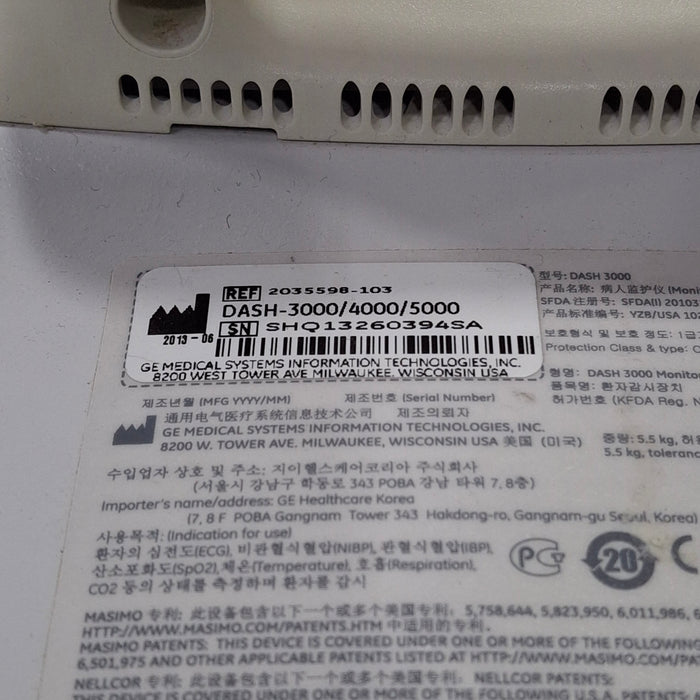 REF 2035598-103
DASH-3000/4000/5000
2013-06
SN SHQ13260394SA
GE MEDICAL SYSTEMS INFORMATION TECHNOLOGIES, INC.
8200 WEST TOWER AVE MILWAUKEE, WISCONSIN USA
型号: DASH 3000
产品名称: 病人监护仪 (Moni
SFDA 注册号: SFDA(I) 20103
产品标准编号: YZB/USA 102
보호형식 및 보호 정도: 1급
Protection Class & type: C
형명: DASH 3000 Monitor
품목명: 환자감시장치
허가번호 (KFDA Reg. N
제조년월 (MFG YYYY/MM) 제조번호 (Serial Number)
通用电气医疗系统信息技术公司 제조의뢰자
GE MEDICAL SYSTEMS INFORMATION TECHNOLOGIES, INC.
8200 W. TOWER AVE. MILWAUKEE, WISCONSIN USA 美国 (미국)
중량: 5.5 kg, 허
5.5 kg, toleranc
수입업자 상호 및 주소: 지이헬스케어코리아 주식회사
(서울시 강남구 학동로 343 POBA 강남 타워 7, 8층)
Importer's name/address: GE Healthcare Korea
(7, 8 F POBA Gangnam Tower 343 Hakdong-ro, Gangnam-gu Seoul, Korea)
사용목적: (Indication for use)
환자의 심전도(ECG), 비관혈식혈압(NIBP), 관혈식혈압(IBP),
산소포화도(SpO2), 체온(Temperature), 호흡(Respiration),
CO2 등의 상태를 측정하며 환자를 감시
20
MASIMO 专利: 此设备包含以下一个或多个美国专利: 5,758,644, 5,823,950, 6,011,986, 6
HTTP://WWW.MASIMO.COM/PATENTS.HTM 中适用的专利.
MASIMO PATENTS: THIS DEVICE IS COVERED UNDER ONE OR MORE OF THE FOLLOWING
6,501,975 AND OTHER APPLICABLE PATENTS LISTED AT HTTP://WWW.MASIMO.COM/PA
NELLCOR 专利: 此设备包含以下一个或多个美国专利: NELLCOR PATENTS:
THIS DEVICE IS COVERED UNDER ONE OR MORE OF THE FOLLOWING